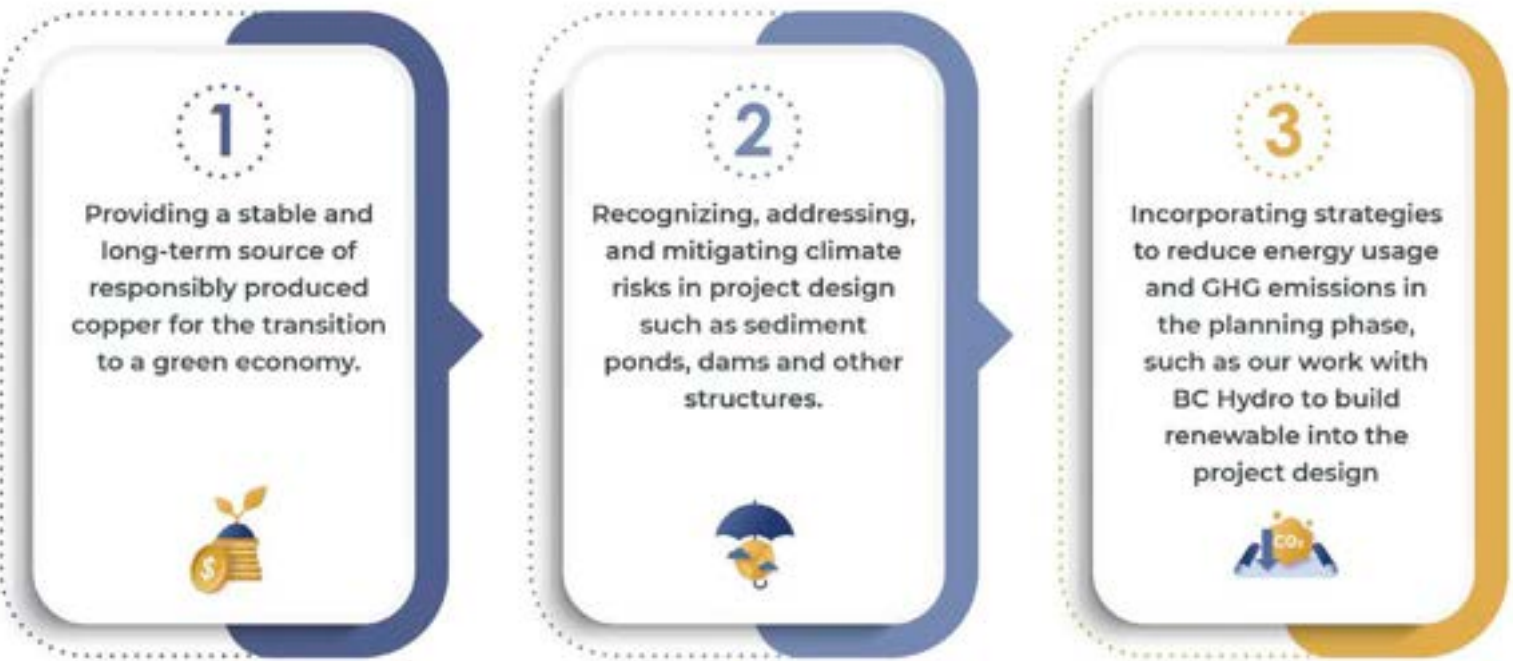 1
Providing a stable and
long-term source of
responsibly produced
copper for the transition
to a green economy.
$
2
Recognizing, addressing,
and mitigating climate
risks in project design
such as sediment
ponds, dams and other
structures.
3
Incorporating strategies
to reduce energy usage
and GHG emissions in
the planning phase,
such as our work with
BC Hydro to build
renewable into the
project design
CO₂